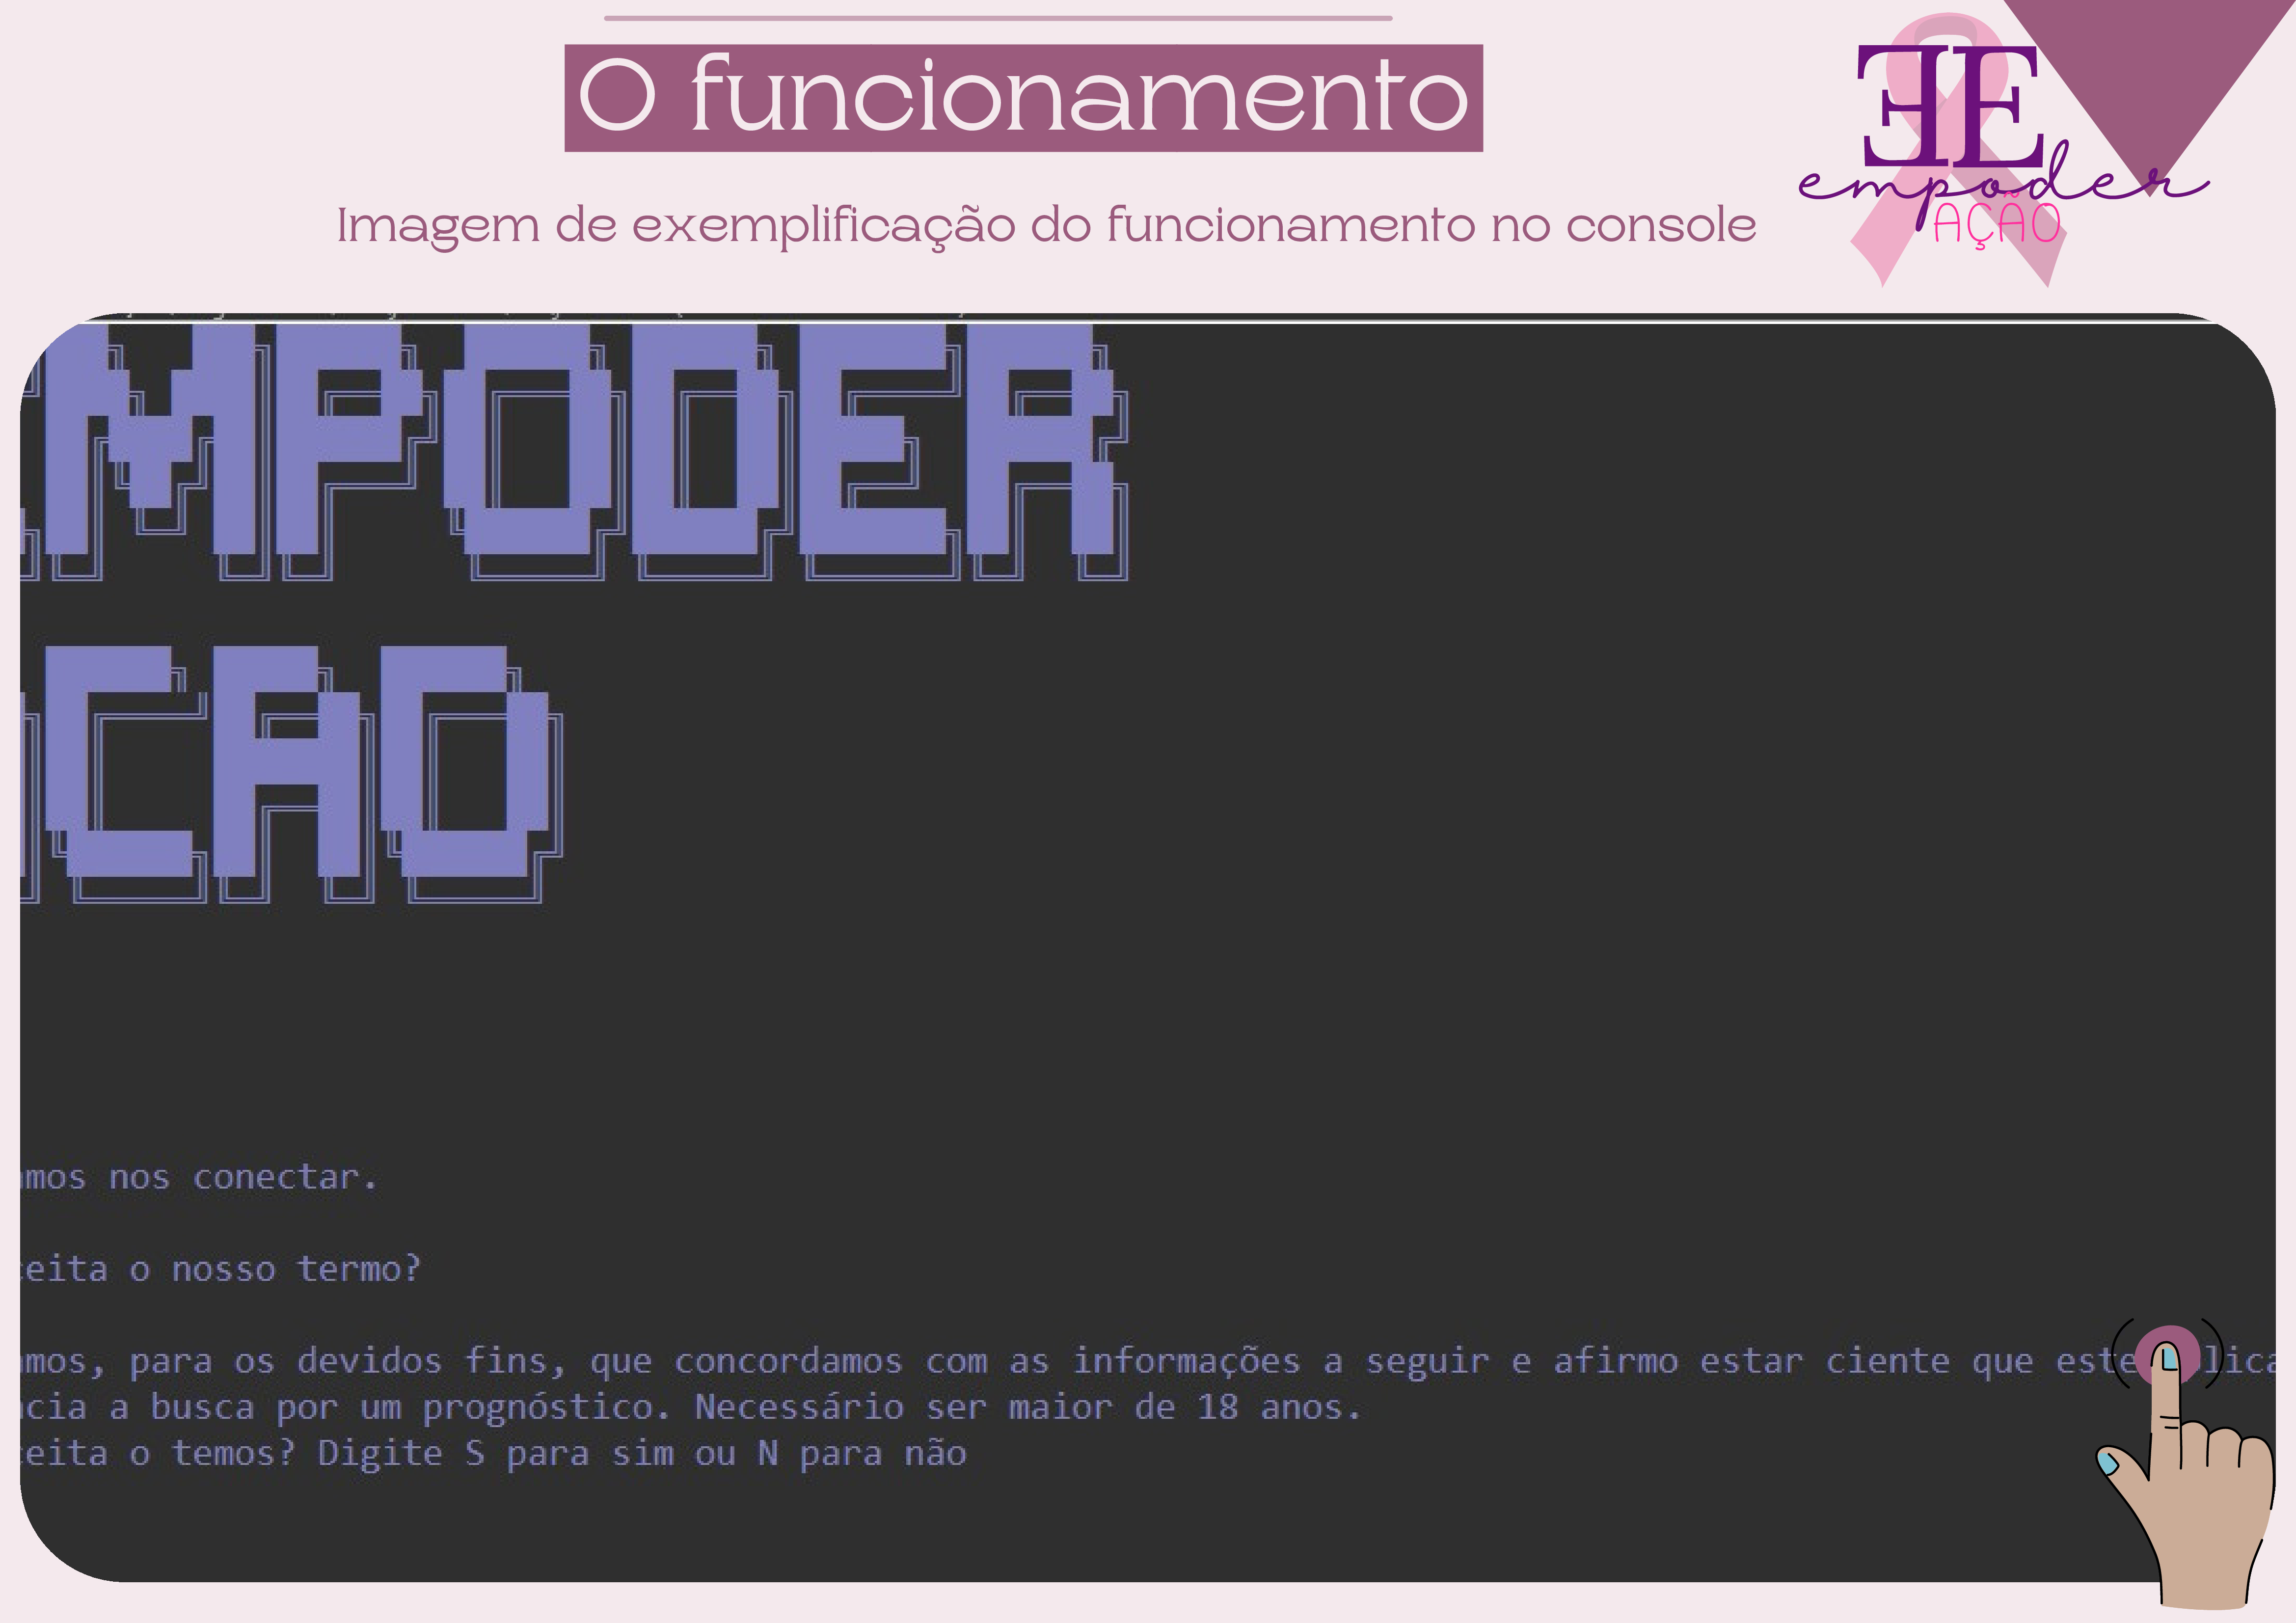 O funcionamento
Imagem de exemplificação do funcionamento no console
EE
empoder
AÇÃO
MPODER
CAO
mos nos conectar.
eita o nosso termo?
mos, para os devidos fins, que concordamos com as informações a seguir e afirmo estar ciente que este
cia a busca por um prognóstico. Necessário ser maior de 18 anos.
eita o temos? Digite S para sim ou N para não